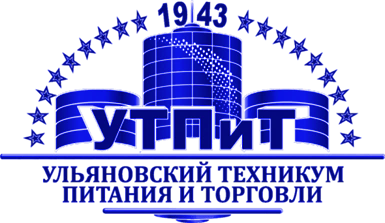 1943
УТПиТ
УЛЬЯНОВСКИЙ ТЕХНИКУМ
ПИТАНИЯ И ТОРГОВЛИ